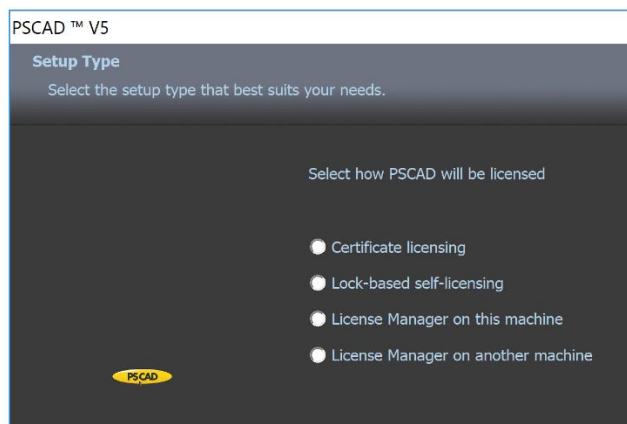 PSCAD ™ V5
Setup Type
Select the setup type that best suits your needs.
Select how PSCAD will be licensed
Certificate licensing
Lock-based self-licensing
License Manager on this machine
License Manager on another machine
PSCAD